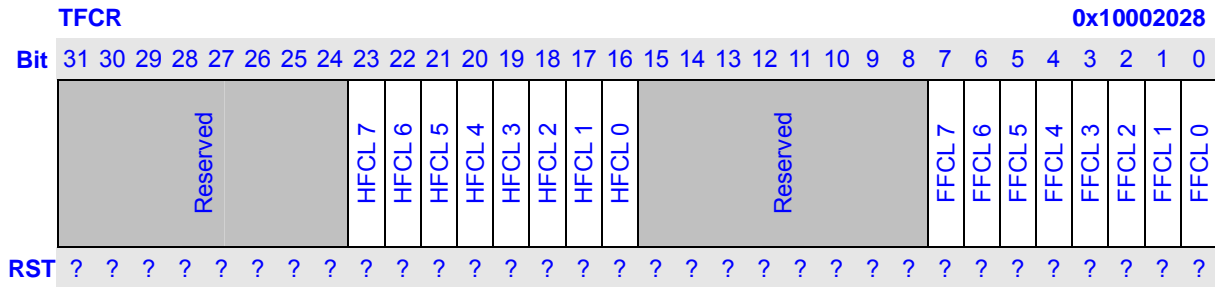 TFCR 0x10002028
Bit 31 30 29 28 27 26 25 24 23 22 21 20 19 18 17 16 15 14 13 12 11 10 9 8 7 6 5 4 3 2 1 0
Reserved HFCL 7 HFCL 6 HFCL 5 HFCL 4 HFCL 3 HFCL 2 HFCL 1 HFCL 0 Reserved FFCL 7 FFCL 6 FFCL 5 FFCL 4 FFCL 3 FFCL 2 FFCL 1 FFCL 0
RST ? ? ? ? ? ? ? ? ? ? ? ? ? ? ? ? ? ? ? ? ? ? ? ? ? ? ? ? ? ? ? ?